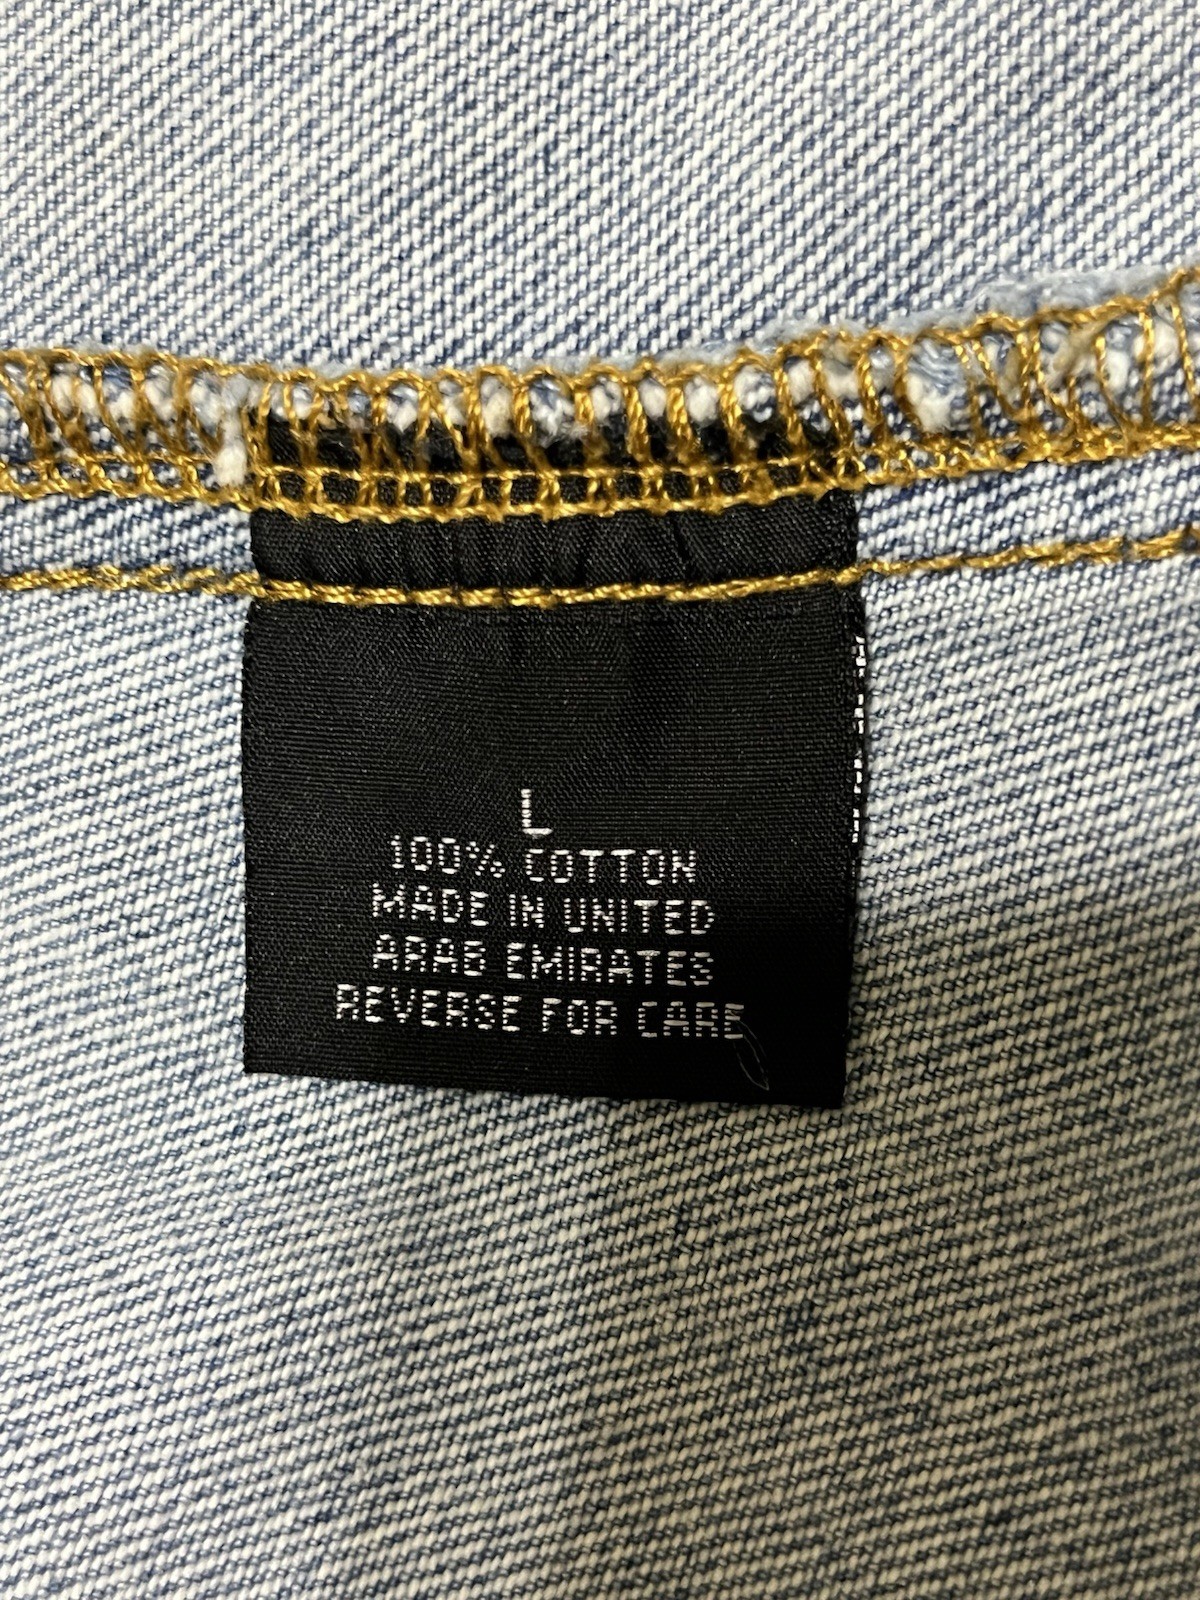 L
100% COTTON
MADE IN UNITED
ARAB EMIRATES
REVERSE FOR CARE